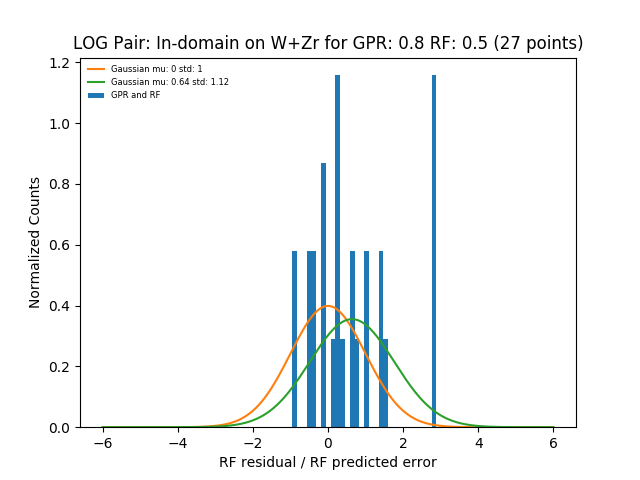 LOG Pair: In-domain on W+Zr for GPR: 0.8 RF: 0.5 (27 points)
Gaussian mu: 0 std: 1
Gaussian mu: 0.64 std: 1.12
GPR and RF
Normalized Counts
1.2
1.0
0.8
0.6
0.4
0.2
0.0
−6 −4 −2 0 2 4 6
RF residual / RF predicted error